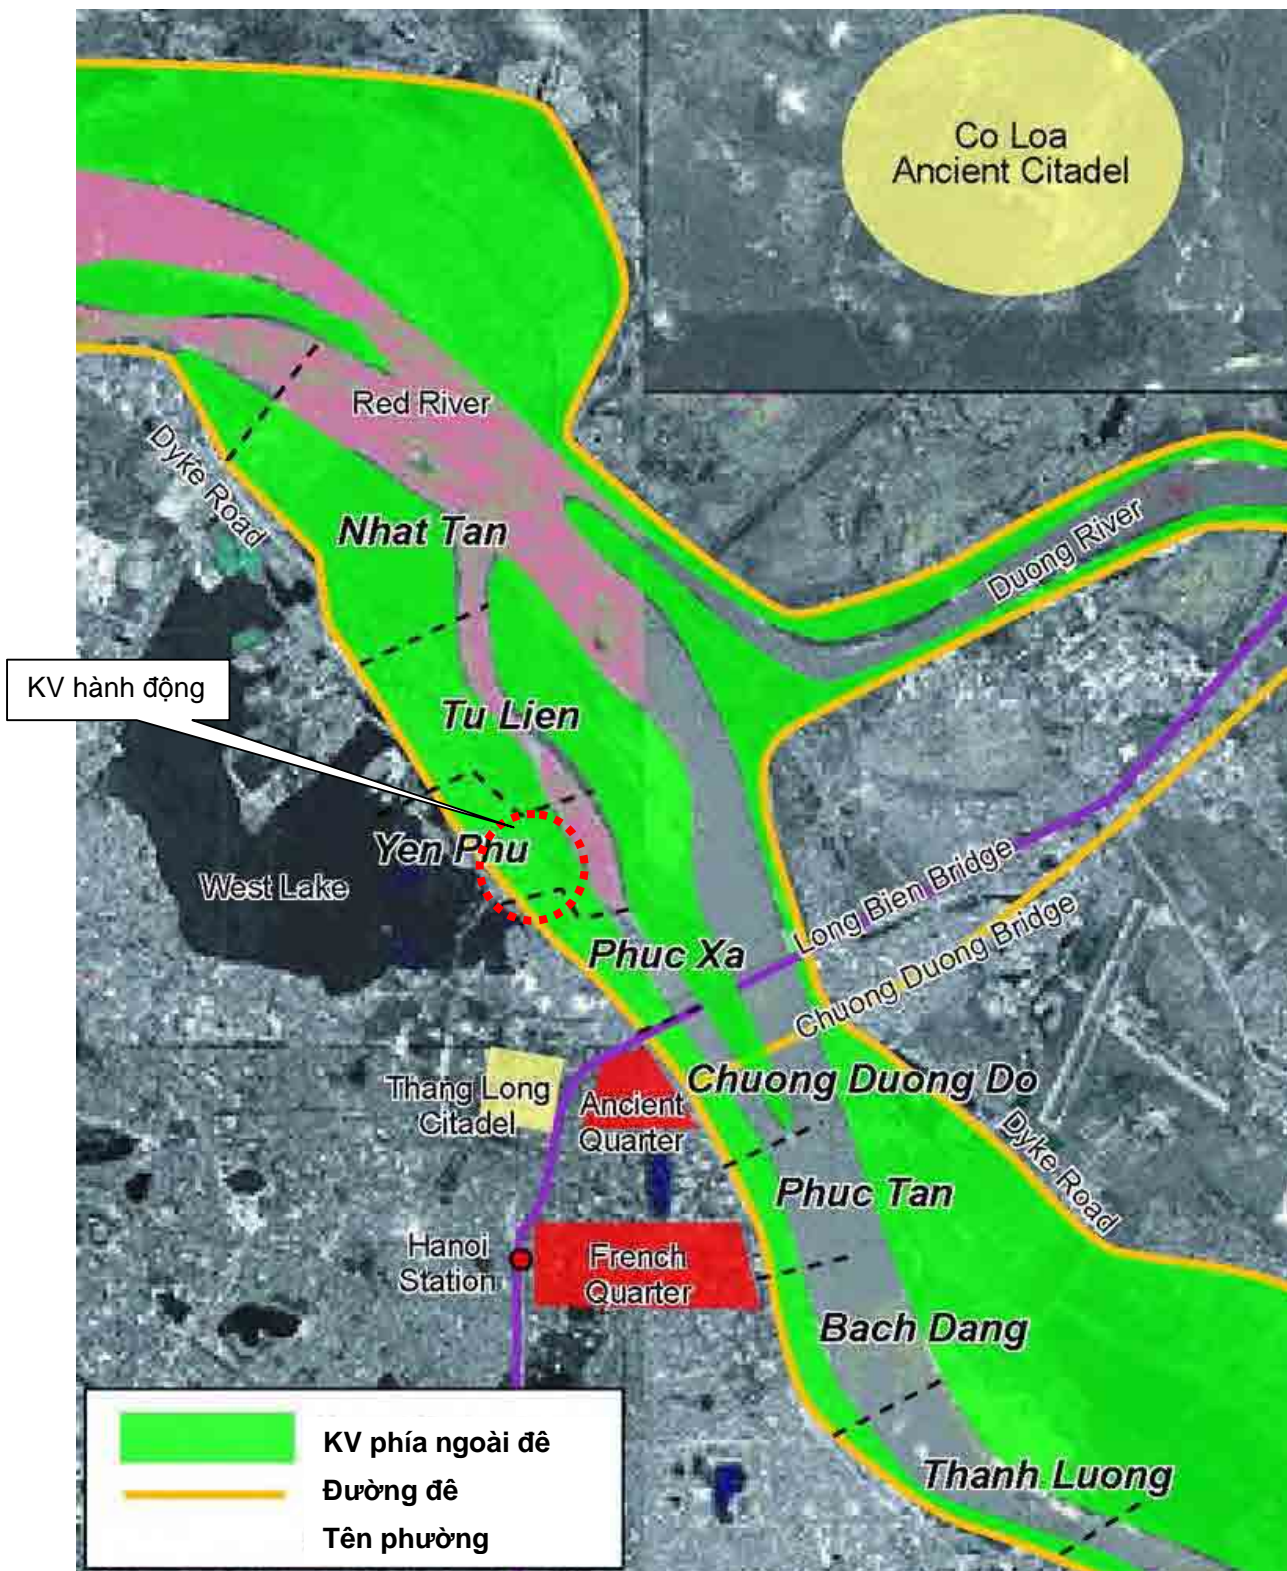 Co Loa
Ancient Citadel
Red River
Dyke Road
Nhat Tan
Duong River
KV hành động
Tu Lien
Yen Phu
West Lake
Long Bien Bridge
Phuc Xa
Chuong Duong Bridge
Thang Long
Citadel
Ancient
Quarter
Chuong Duong Do
Dyke Road
Phuc Tan
Hanoi
Station
French
Quarter
Bach Dang
KV phía ngoài đê
Đường đê
Tên phường
Thanh Luong